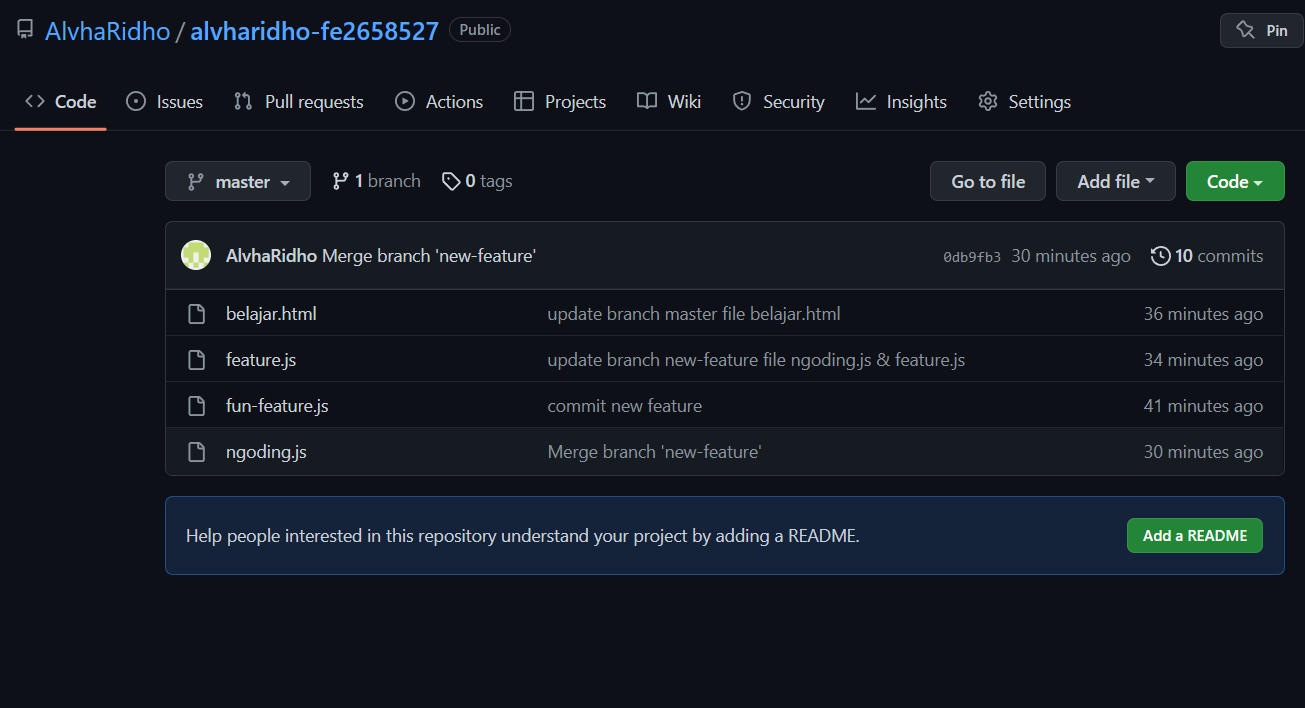 AlvhaRidho / alvharidho-fe2658527 Public Pin
Code Issues Pull requests Actions Projects Wiki Security Insights Settings
master 1 branch 0 tags Go to file Add file Code
AlvhaRidho Merge branch 'new-feature' 0db9fb3 30 minutes ago 10 commits
belajar.html update branch master file belajar.html 36 minutes ago
feature.js update branch new-feature file ngoding.js & feature.js 34 minutes ago
fun-feature.js commit new feature 41 minutes ago
ngoding.js Merge branch 'new-feature' 30 minutes ago
Help people interested in this repository understand your project by adding a README. Add a README